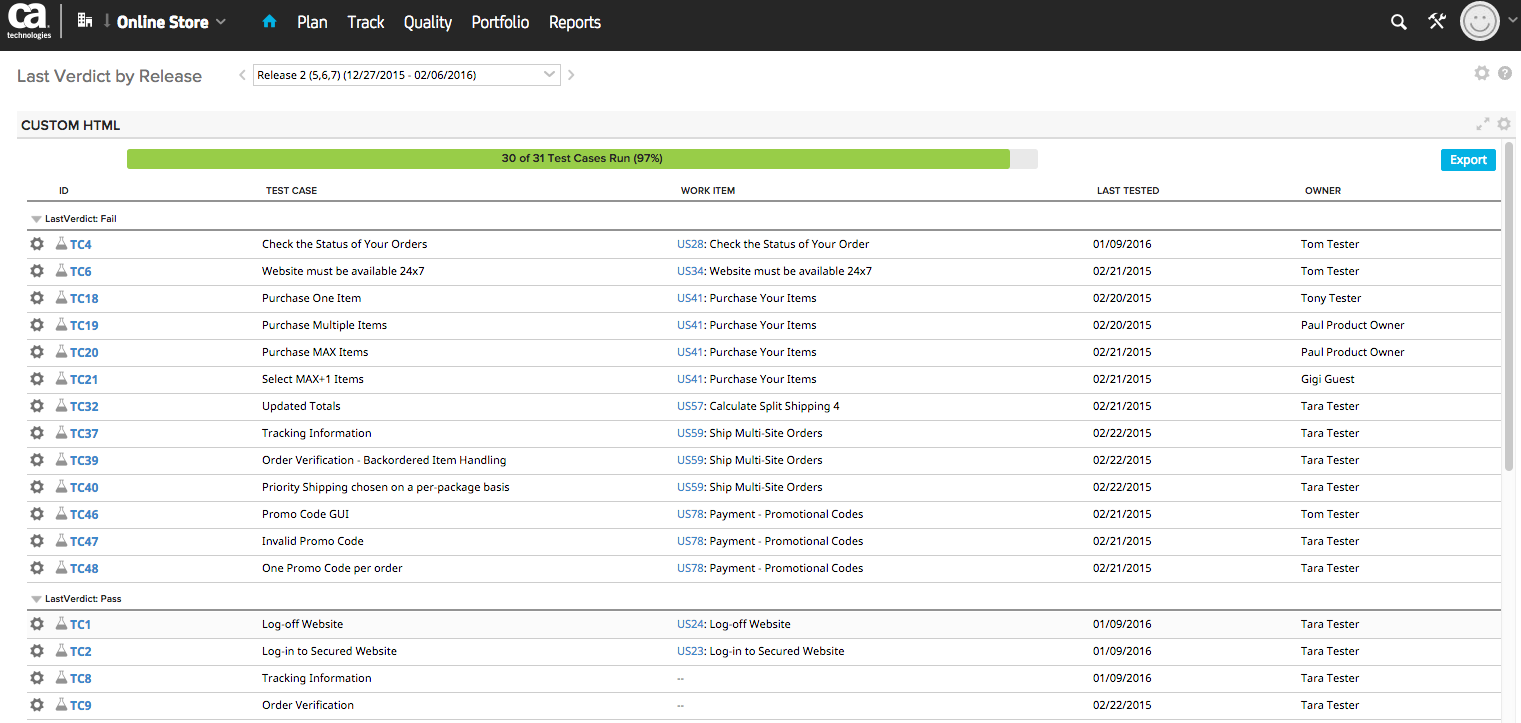 ca
technologies
Online Store
Plan Track Quality Portfolio Reports
Last Verdict by Release
Release 2 (5,6,7) (12/27/2015 - 02/06/2016)
CUSTOM HTML
30 of 31 Test Cases Run (97%)
Export
ID TEST CASE WORK ITEM LAST TESTED OWNER
LastVerdict: Fail
TC4 Check the Status of Your Orders US28: Check the Status of Your Order 01/09/2016 Tom Tester
TC6 Website must be available 24x7 US34: Website must be available 24x7 02/21/2015 Tom Tester
TC18 Purchase One Item US41: Purchase Your Items 02/20/2015 Tony Tester
TC19 Purchase Multiple Items US41: Purchase Your Items 02/20/2015 Paul Product Owner
TC20 Purchase MAX Items US41: Purchase Your Items 02/21/2015 Paul Product Owner
TC21 Select MAX+1 Items US41: Purchase Your Items 02/21/2015 Gigi Guest
TC32 Updated Totals US57: Calculate Split Shipping 4 02/21/2015 Tara Tester
TC37 Tracking Information US59: Ship Multi-Site Orders 02/22/2015 Tara Tester
TC39 Order Verification - Backordered Item Handling US59: Ship Multi-Site Orders 02/22/2015 Tara Tester
TC40 Priority Shipping chosen on a per-package basis US59: Ship Multi-Site Orders 02/22/2015 Tara Tester
TC46 Promo Code GUI US78: Payment - Promotional Codes 02/21/2015 Tom Tester
TC47 Invalid Promo Code US78: Payment - Promotional Codes 02/21/2015 Tara Tester
TC48 One Promo Code per order US78: Payment - Promotional Codes 02/21/2015 Tara Tester
LastVerdict: Pass
TC1 Log-off Website US24: Log-off Website 01/09/2016 Tara Tester
TC2 Log-in to Secured Website US23: Log-in to Secured Website 01/09/2016 Tara Tester
TC8 Tracking Information -- 01/09/2016 Tara Tester
TC9 Order Verification -- 02/22/2015 Tara Tester